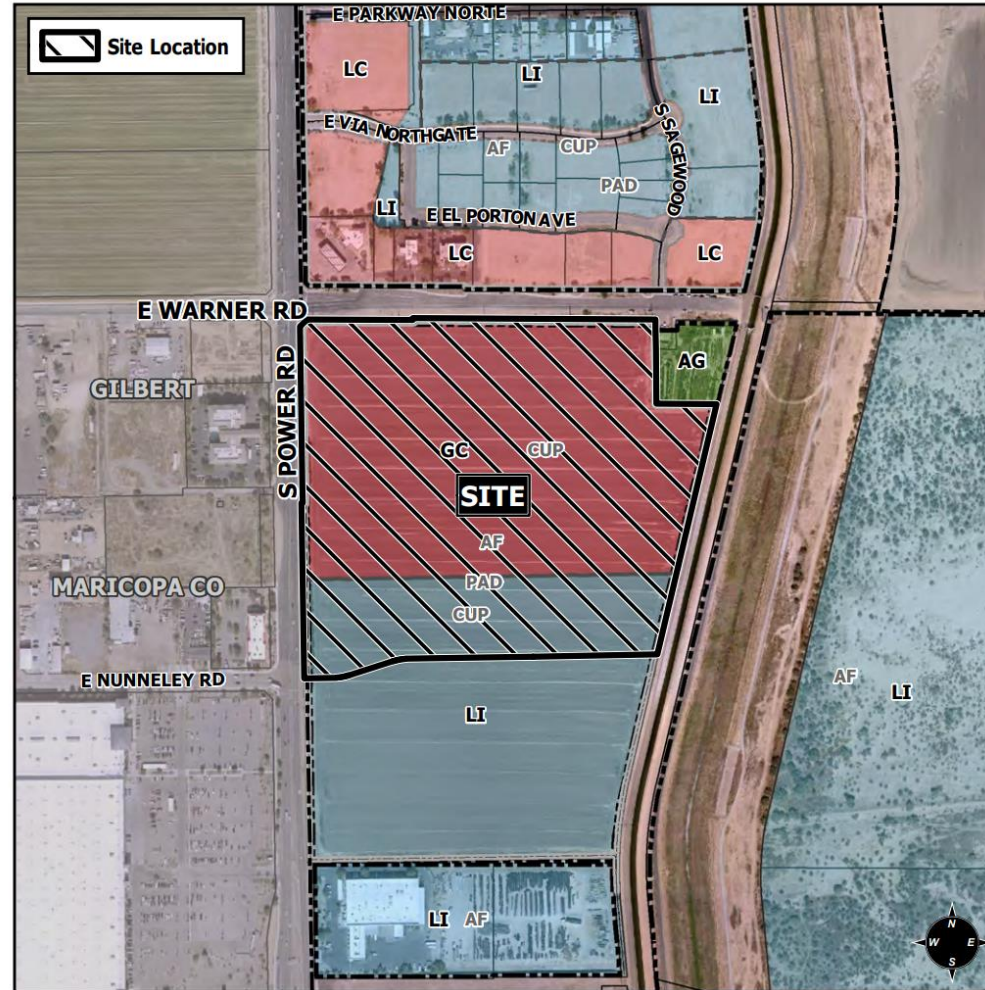 E PARKWAY NORTE
Site Location
LC
LI
LI
E VIA NORTHGATE
AF
CUP
S SAGEWOOD
PAD
LI
E EL PORTON AVE
LC
LC
E WARNER RD
AG
GILBERT
S POWER RD
GC
CUP
SITE
AF
PAD
MARICOPA CO
CUP
E NUNNELEY RD
AF
LI
LI
LI
AF
N
W
E
S